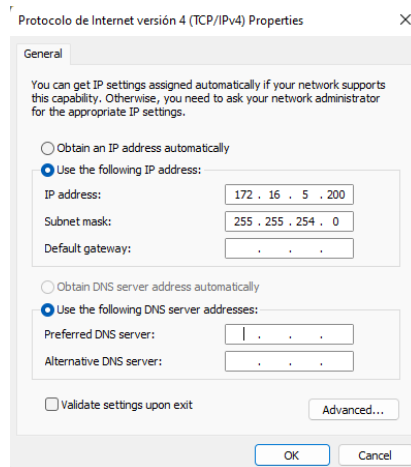 Protocolo de Internet versión 4 (TCP/IPv4) Properties
General
You can get IP settings assigned automatically if your network supports
this capability. Otherwise, you need to ask your network administrator
for the appropriate IP settings.
Obtain an IP address automatically
Use the following IP address:
IP address: 172 . 16 . 5 . 200
Subnet mask: 255 . 255 . 254 . 0
Default gateway: . . .
Obtain DNS server address automatically
Use the following DNS server addresses:
Preferred DNS server: . . .
Alternative DNS server: . . .
Validate settings upon exit
Advanced...
OK Cancel